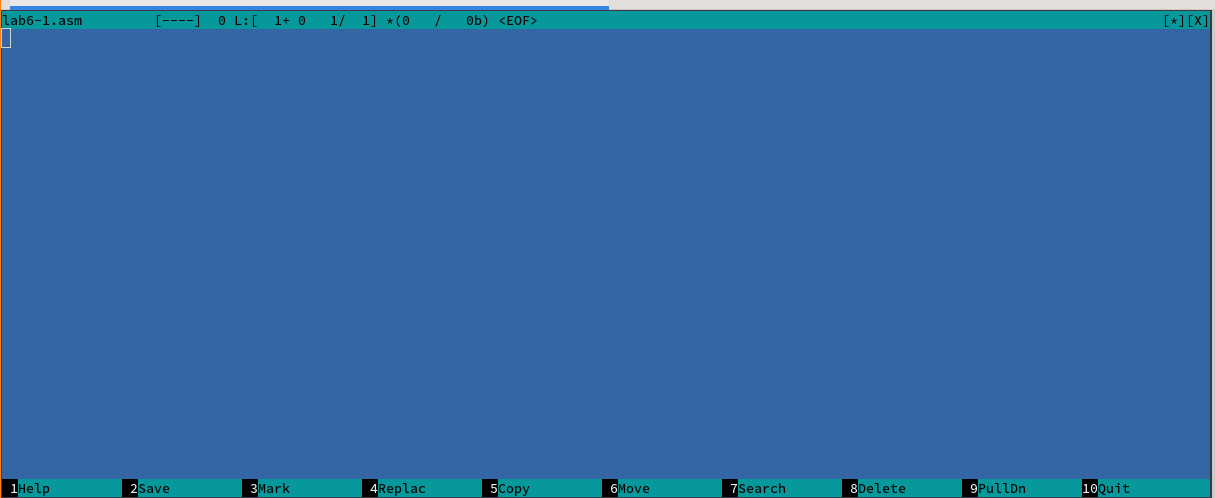 lab6-1.asm [----] 0 L:[ 1+ 0 1/ 1] *(0 / 0b) <EOF> [*][X]
1Help 2Save 3Mark 4Replac 5Copy 6Move 7Search 8Delete 9PullDn 10Quit